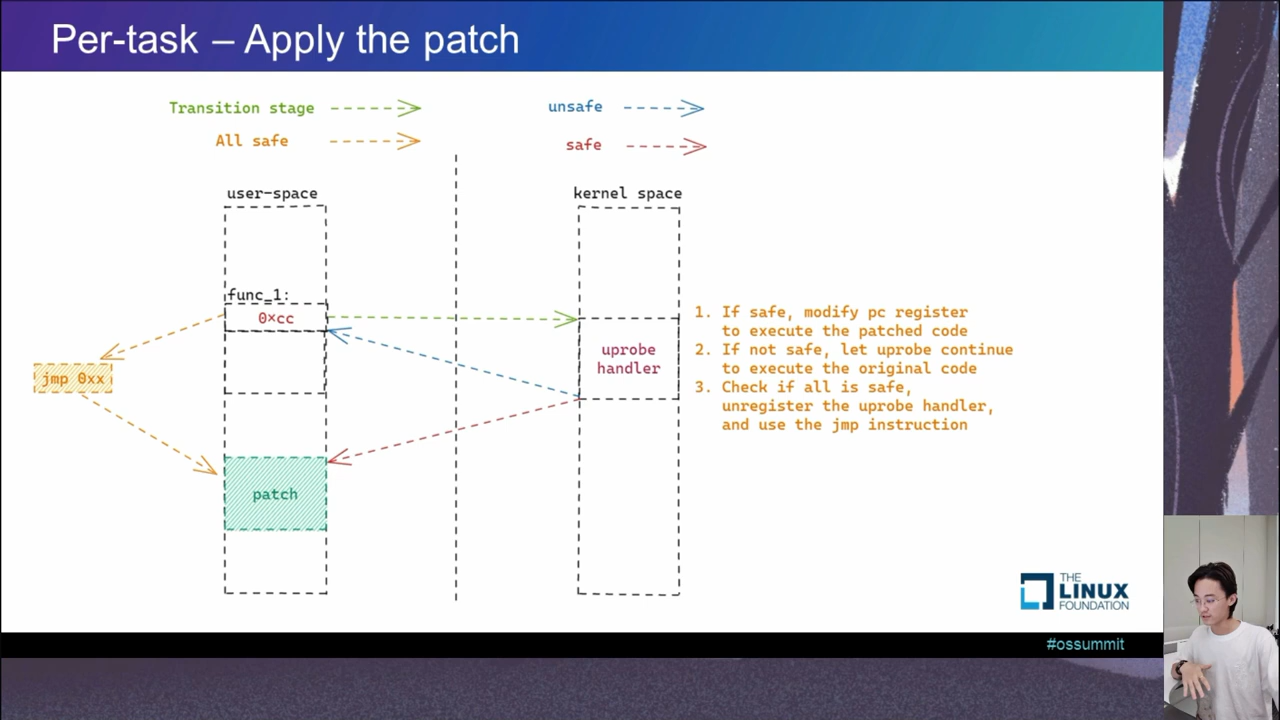 Per-task – Apply the patch
Transition stage
unsafe
All safe
safe
user-space
kernel space
func_1:
0×cc
uprobe
handler
jmp 0xx
patch
1. If safe, modify pc register
to execute the patched code
2. If not safe, let uprobe continue
to execute the original code
3. Check if all is safe,
unregister the uprobe handler,
and use the jmp instruction
THE
LINUX
FOUNDATION
#ossummit